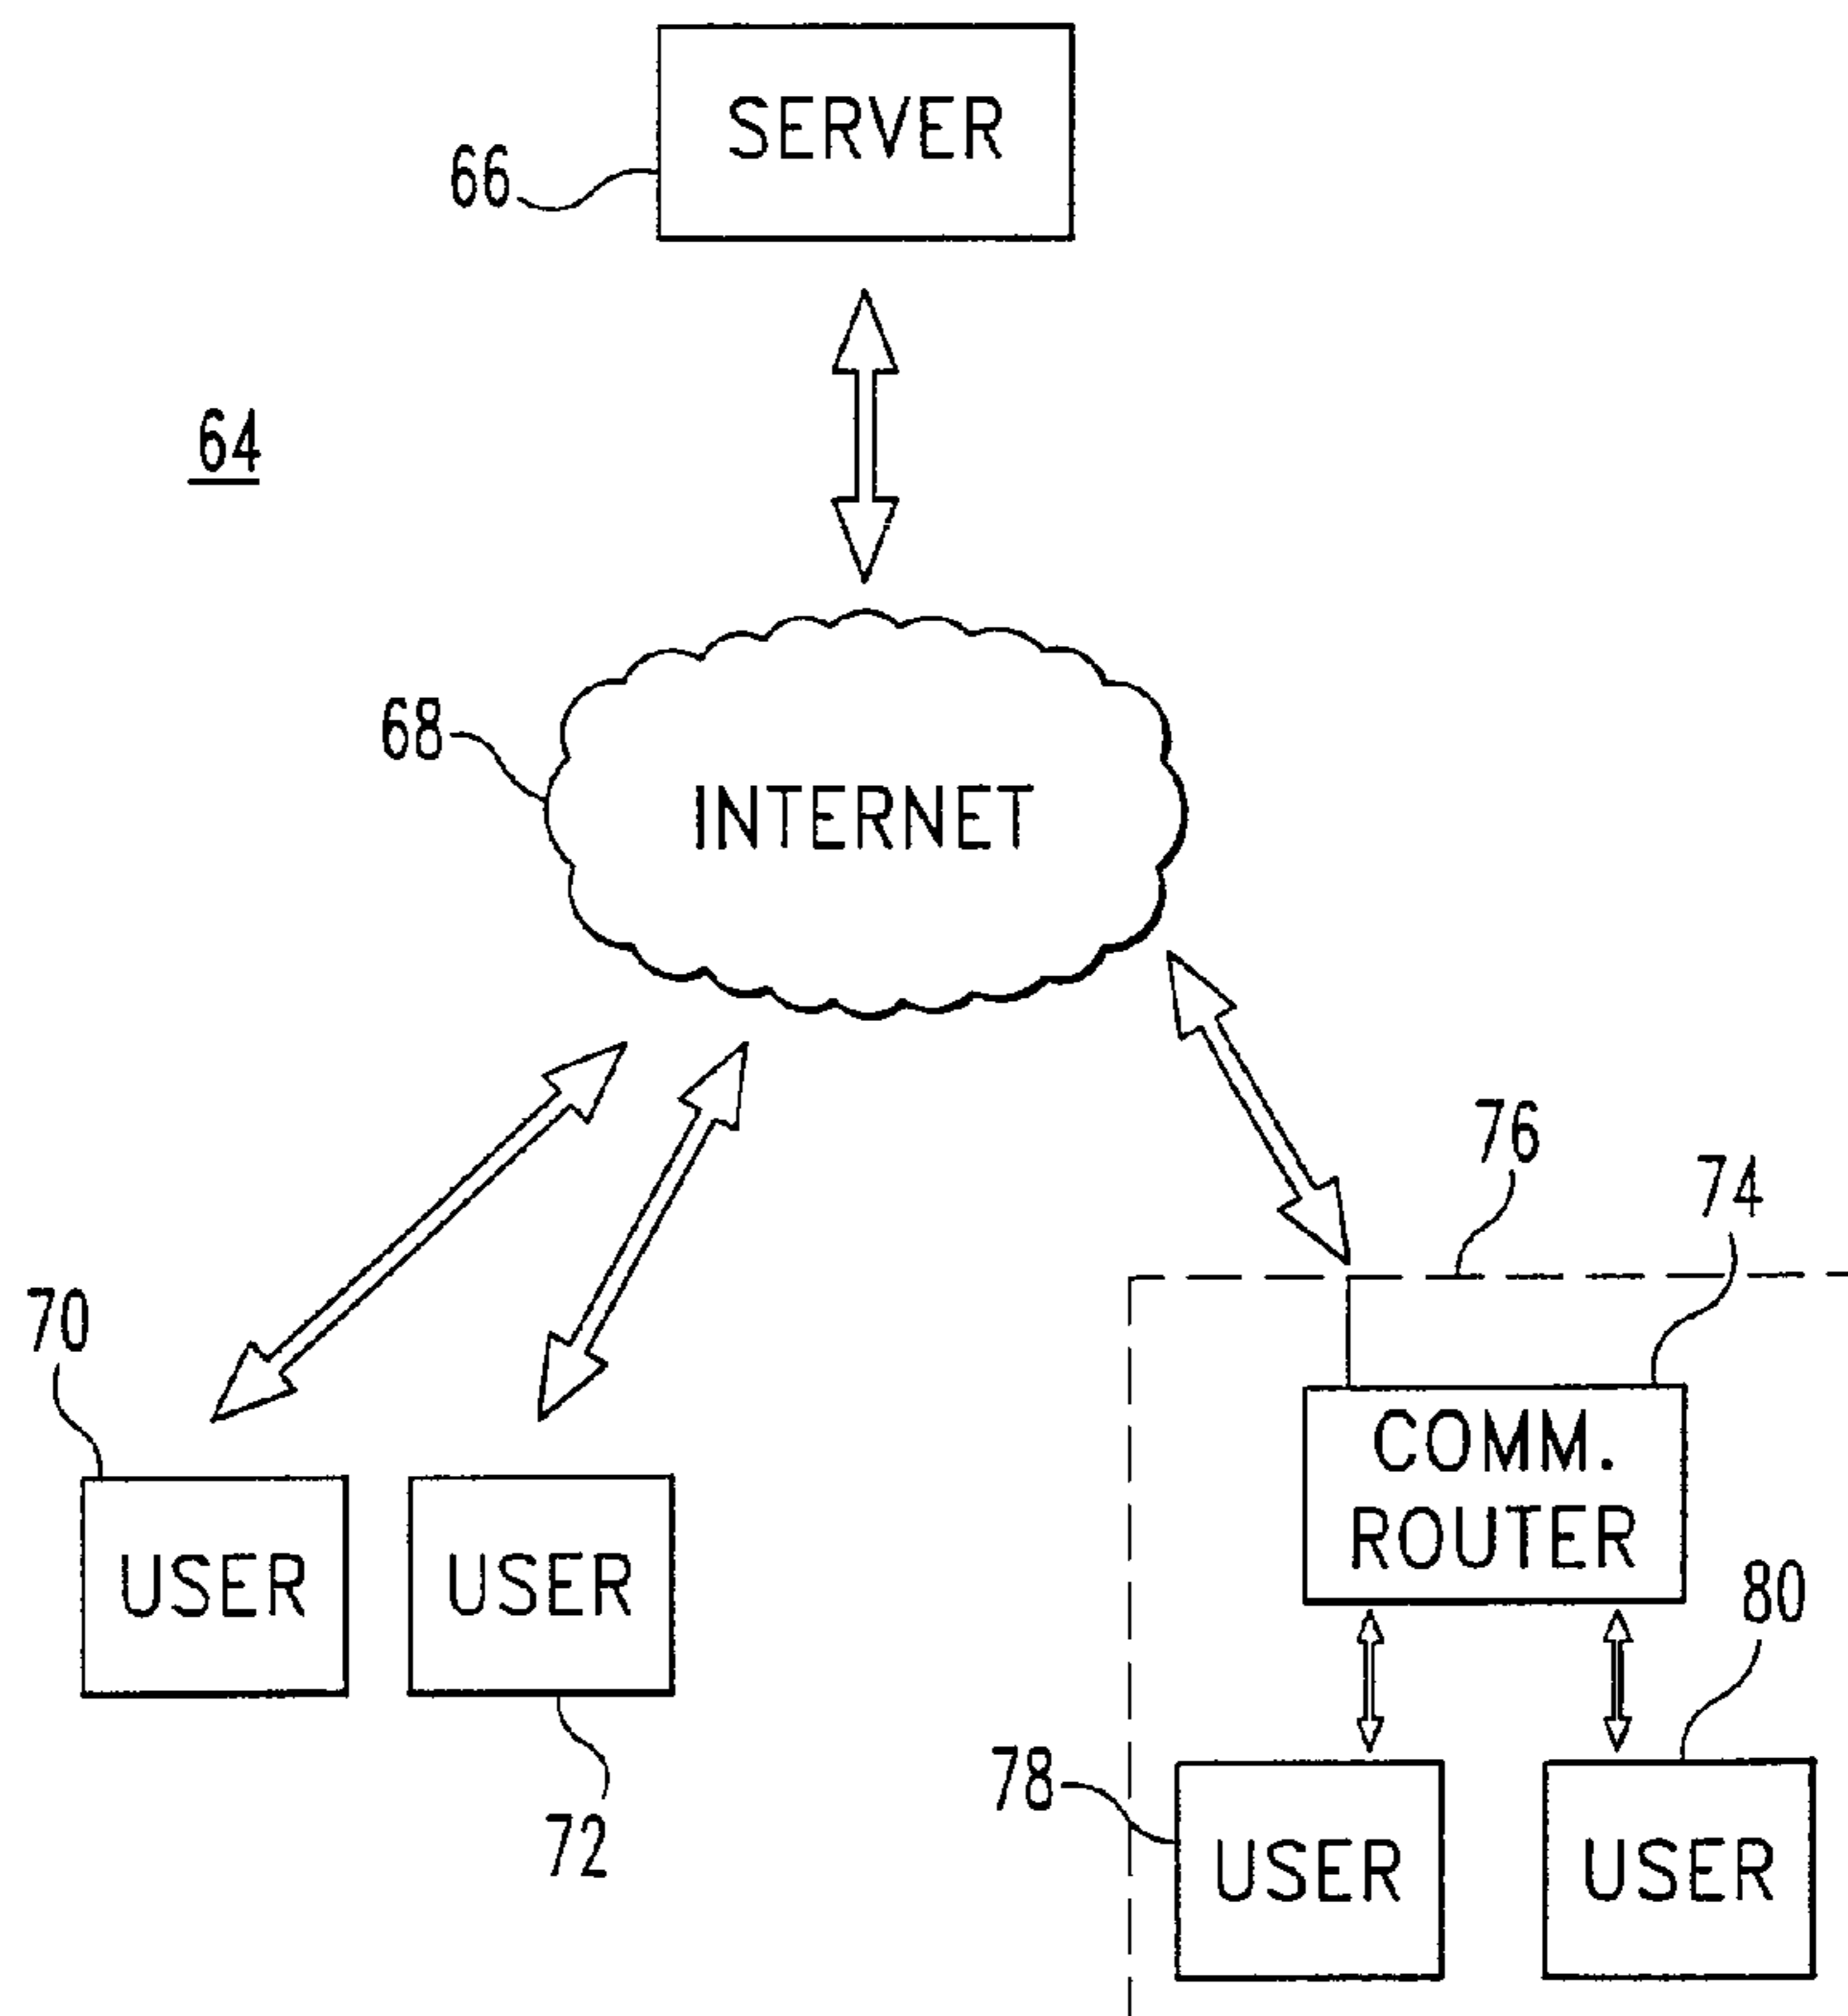 SERVER
66
64
68
INTERNET
76
74
70
COMM.
ROUTER
USER
USER
80
78
72
USER
USER